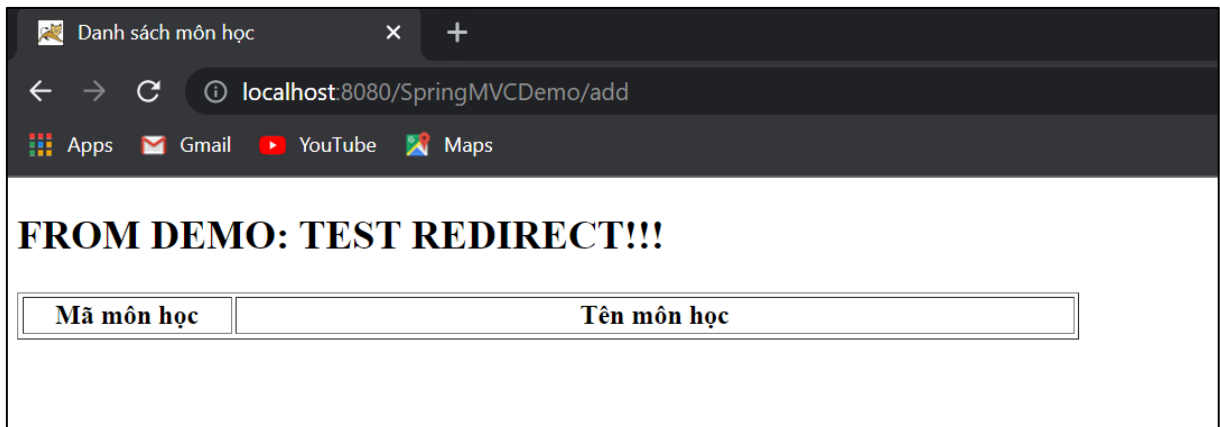 Danh sách môn học
localhost:8080/SpringMVCDemo/add
Apps Gmail YouTube Maps
FROM DEMO: TEST REDIRECT!!!
Mã môn học Tên môn học